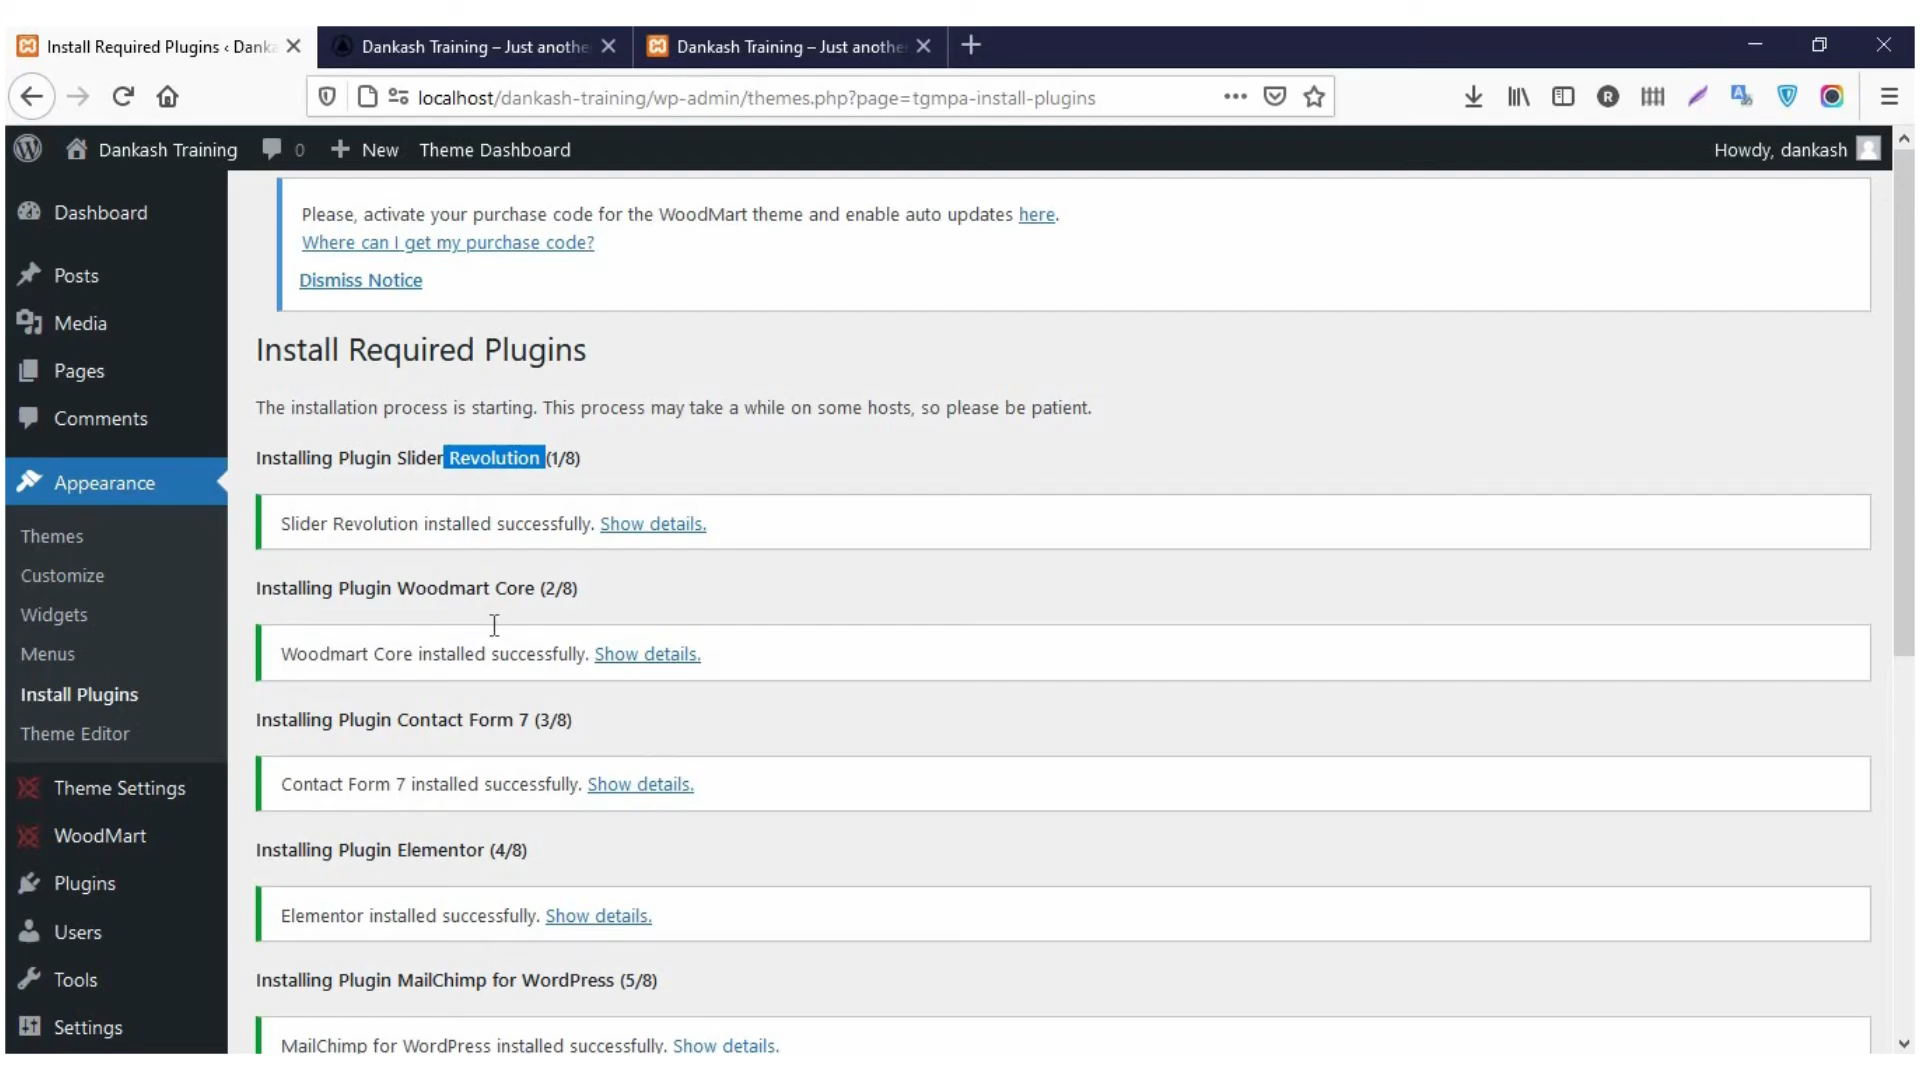 Install Required Plugins ‹ Danka
Dankash Training – Just anothe
Dankash Training – Just anothe
localhost/dankash-training/wp-admin/themes.php?page=tgmpa-install-plugins
Dankash Training
0
New
Theme Dashboard
Howdy, dankash
Dashboard
Posts
Media
Pages
Comments
Appearance
Themes
Customize
Widgets
Menus
Install Plugins
Theme Editor
Theme Settings
WoodMart
Plugins
Users
Tools
Settings
Please, activate your purchase code for the WoodMart theme and enable auto updates here.
Where can I get my purchase code?
Dismiss Notice
Install Required Plugins
The installation process is starting. This process may take a while on some hosts, so please be patient.
Installing Plugin Slider Revolution (1/8)
Slider Revolution installed successfully. Show details.
Installing Plugin Woodmart Core (2/8)
Woodmart Core installed successfully. Show details.
Installing Plugin Contact Form 7 (3/8)
Contact Form 7 installed successfully. Show details.
Installing Plugin Elementor (4/8)
Elementor installed successfully. Show details.
Installing Plugin MailChimp for WordPress (5/8)
MailChimp for WordPress installed successfully. Show details.